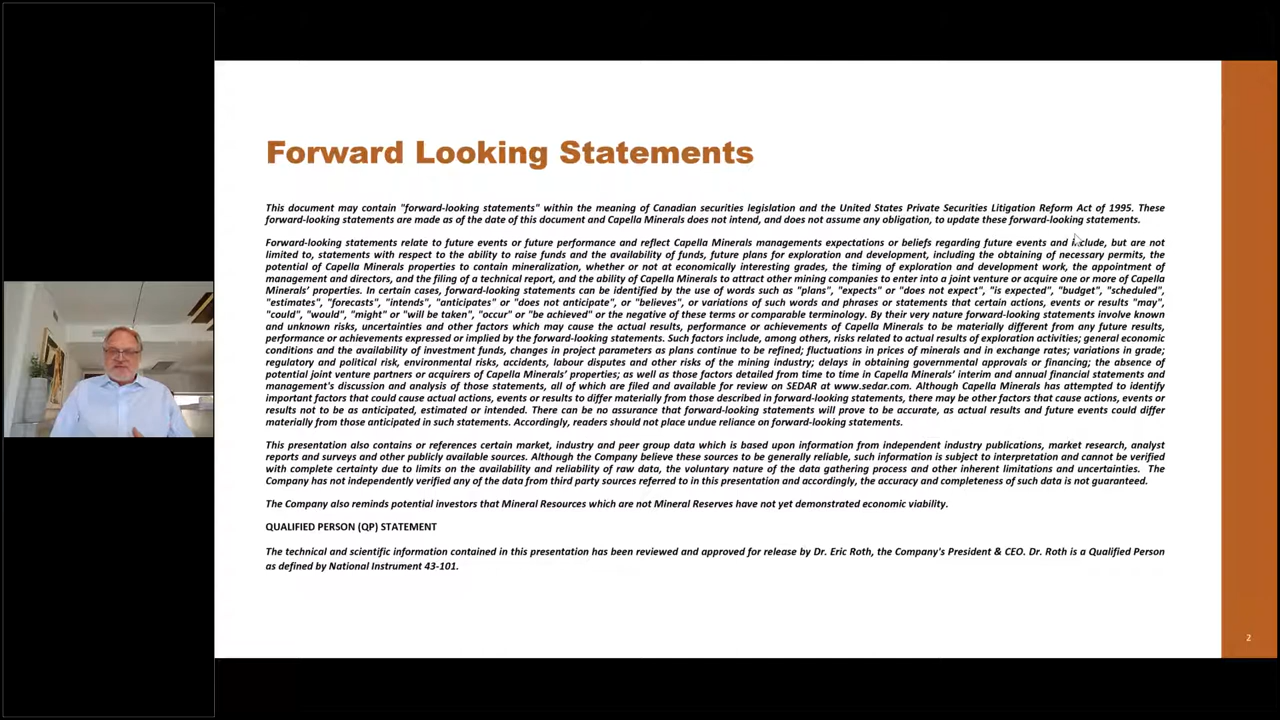 Forward Looking Statements
This document may contain "forward-looking statements" within the meaning of Canadian securities legislation and the United States Private Securities Litigation Reform Act of 1995. These
forward-looking statements are made as of the date of this document and Capella Minerals does not intend, and does not assume any obligation, to update these forward-looking statements.
Forward-looking statements relate to future events or future performance and reflect Capella Minerals managements expectations or beliefs regarding future events and include, but are not
limited to, statements with respect to the ability to raise funds and the availability of funds, future plans for exploration and development, including the obtaining of necessary permits, the
potential of Capella Minerals properties to contain mineralization, whether or not at economically interesting grades, the timing of exploration and development work, the appointment of
management and directors, and the filing of a technical report, and the ability of Capella Minerals to attract other mining companies to enter into a joint venture or acquire one or more of Capella
Minerals' properties. In certain cases, forward-looking statements can be identified by the use of words such as "plans", "expects" or "does not expect", "is expected", "budget", "scheduled",
"estimates", "forecasts", "intends", "anticipates" or "does not anticipate", or "believes", or variations of such words and phrases or statements that certain actions, events or results "may",
"could", "would", "might" or "will be taken", "occur" or "be achieved" or the negative of these terms or comparable terminology. By their very nature forward-looking statements involve known
and unknown risks, uncertainties and other factors which may cause the actual results, performance or achievements of Capella Minerals to be materially different from any future results,
performance or achievements expressed or implied by the forward-looking statements. Such factors include, among others, risks related to actual results of exploration activities; general economic
conditions and the availability of investment funds, changes in project parameters as plans continue to be refined; fluctuations in prices of minerals and in exchange rates; variations in grade;
regulatory and political risk, environmental risks, accidents, labour disputes and other risks of the mining industry; delays in obtaining governmental approvals or financing; the absence of
potential joint venture partners or acquirers of Capella Minerals' properties; as well as those factors detailed from time to time in Capella Minerals' interim and annual financial statements and
management's discussion and analysis of those statements, all of which are filed and available for review on SEDAR at www.sedar.com. Although Capella Minerals has attempted to identify
important factors that could cause actual actions, events or results to differ materially from those described in forward-looking statements, there may be other factors that cause actions, events or
results not to be as anticipated, estimated or intended. There can be no assurance that forward-looking statements will prove to be accurate, as actual results and future events could differ
materially from those anticipated in such statements. Accordingly, readers should not place undue reliance on forward-looking statements.
This presentation also contains or references certain market, industry and peer group data which is based upon information from independent industry publications, market research, analyst
reports and surveys and other publicly available sources. Although the Company believe these sources to be generally reliable, such information is subject to interpretation and cannot be verified
with complete certainty due to limits on the availability and reliability of raw data, the voluntary nature of the data gathering process and other inherent limitations and uncertainties. The
Company has not independently verified any of the data from third party sources referred to in this presentation and accordingly, the accuracy and completeness of such data is not guaranteed.
The Company also reminds potential investors that Mineral Resources which are not Mineral Reserves have not yet demonstrated economic viability.
QUALIFIED PERSON (QP) STATEMENT
The technical and scientific information contained in this presentation has been reviewed and approved for release by Dr. Eric Roth, the Company's President & CEO. Dr. Roth is a Qualified Person
as defined by National Instrument 43-101.
2